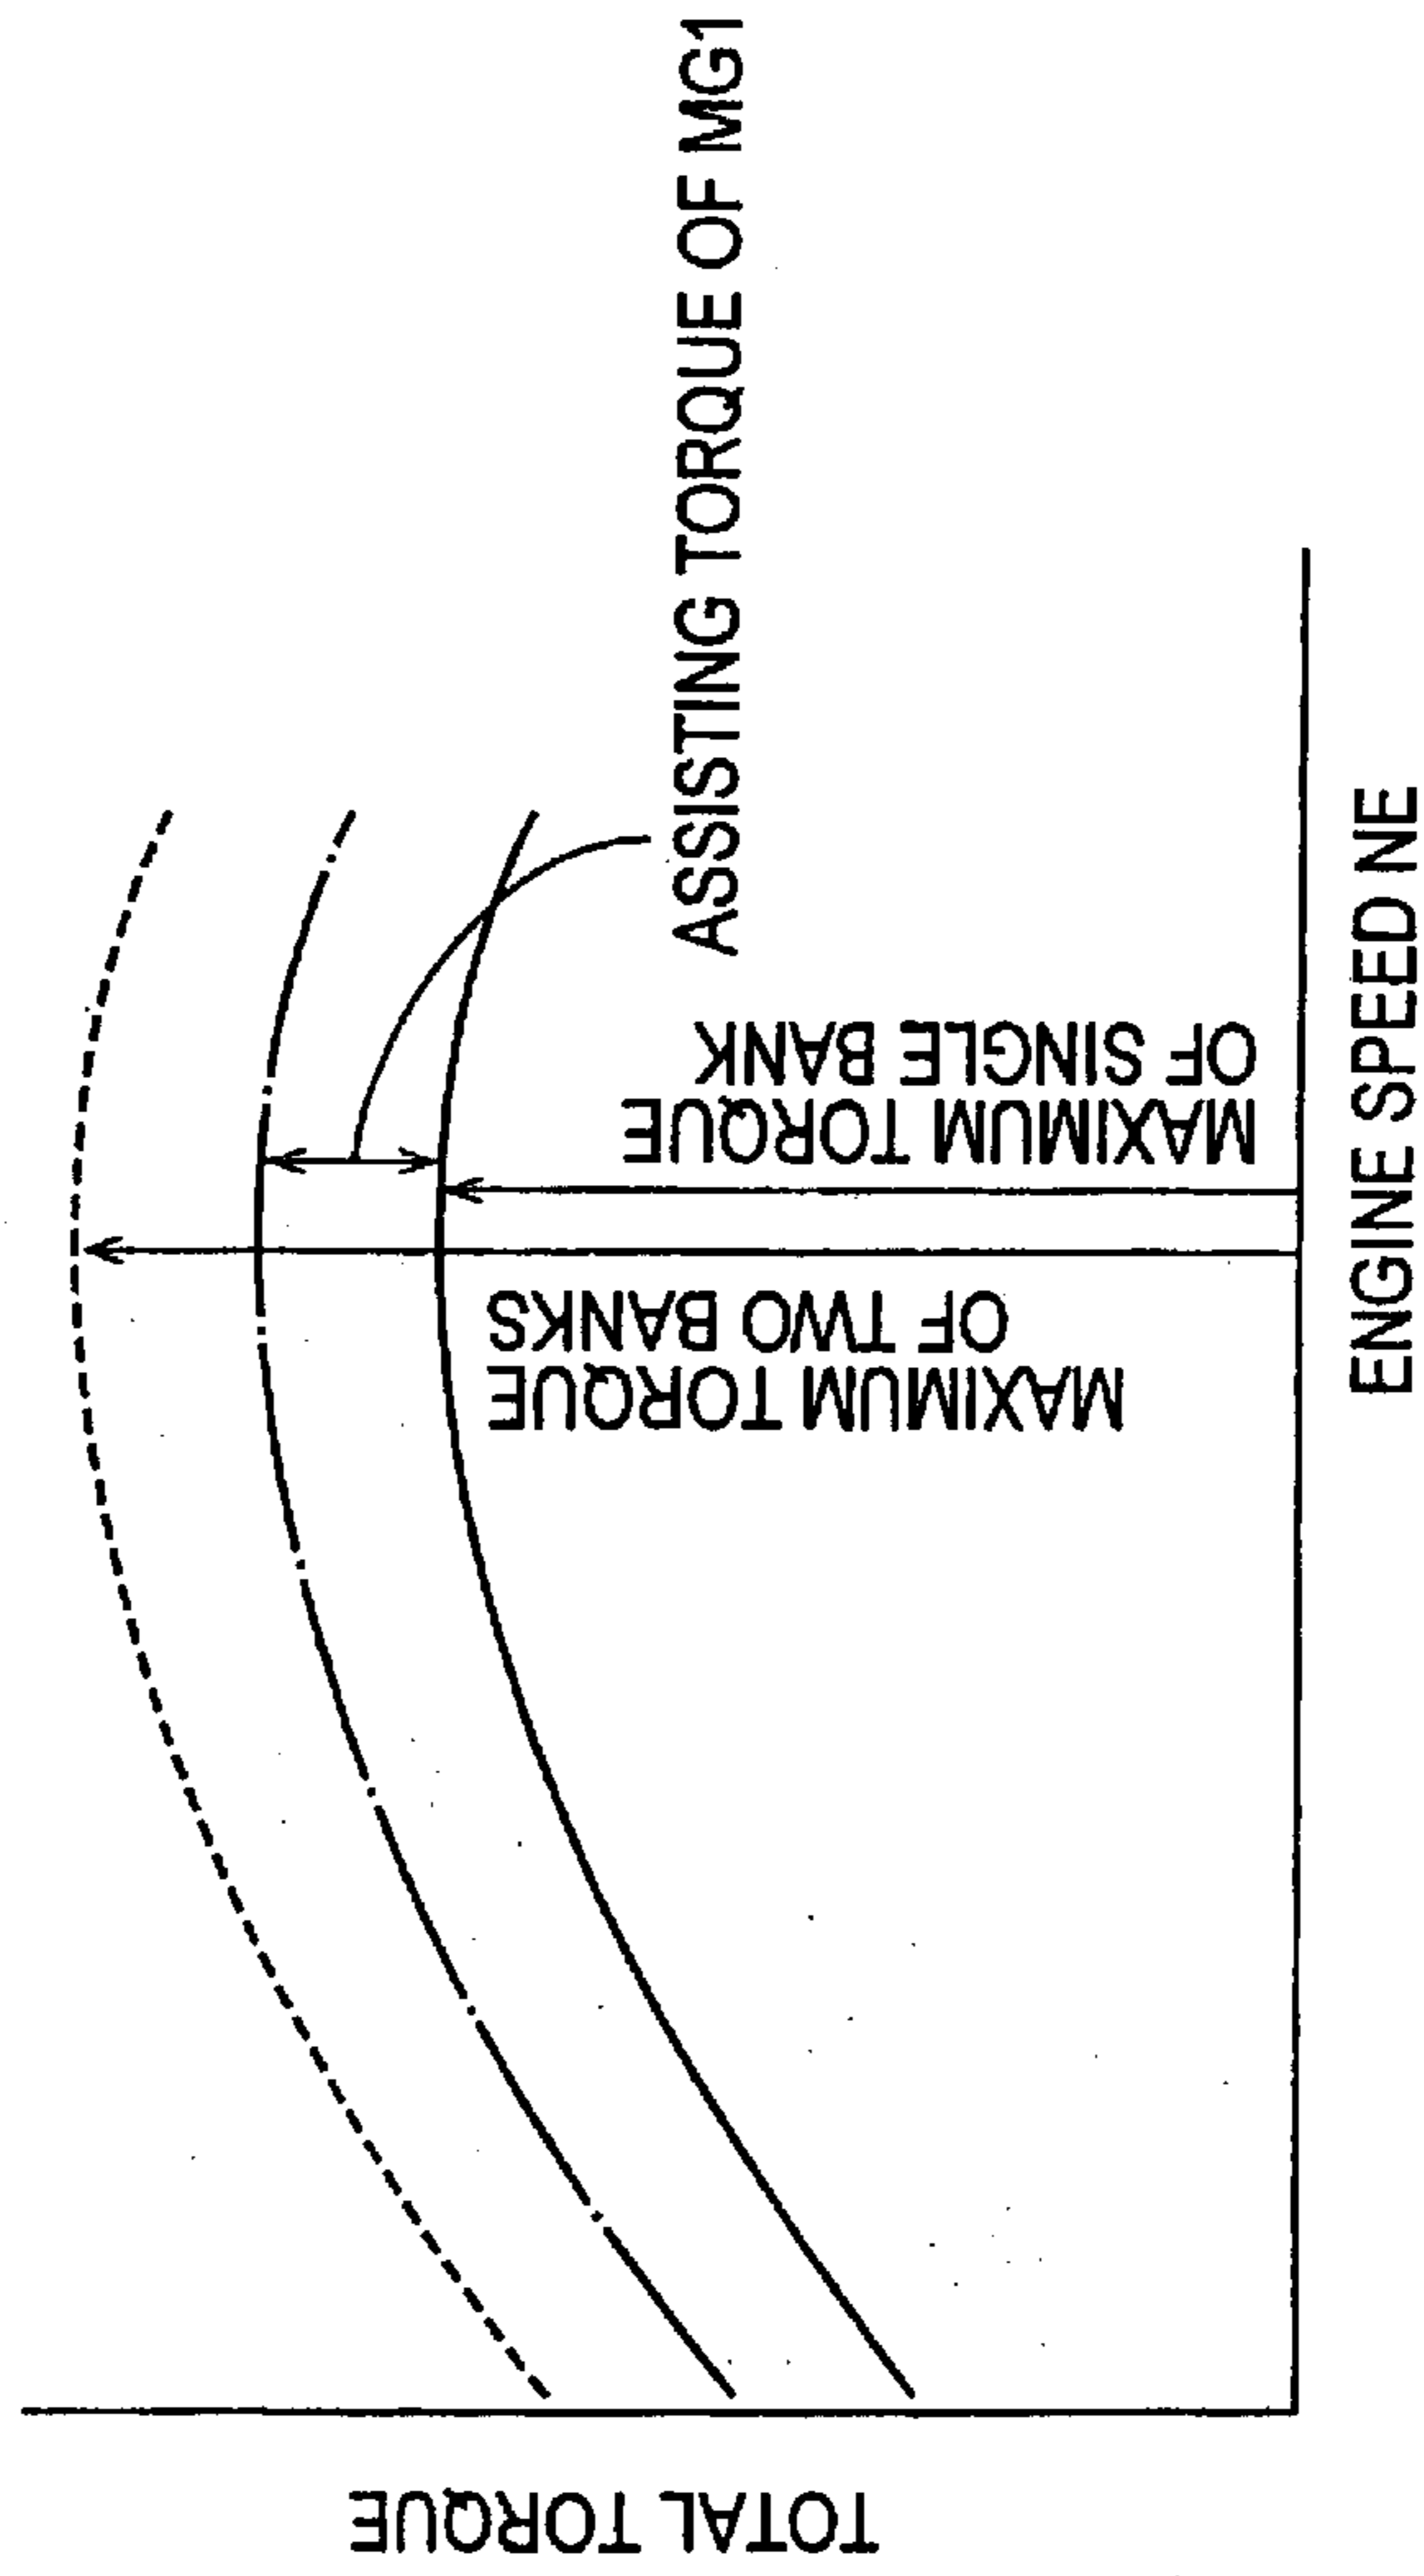 TOTAL TORQUE
MAXIMUM TORQUE
OF TWO BANKS
MAXIMUM TORQUE
OF SINGLE BANK
ASSISTING TORQUE OF MG1
ENGINE SPEED NE